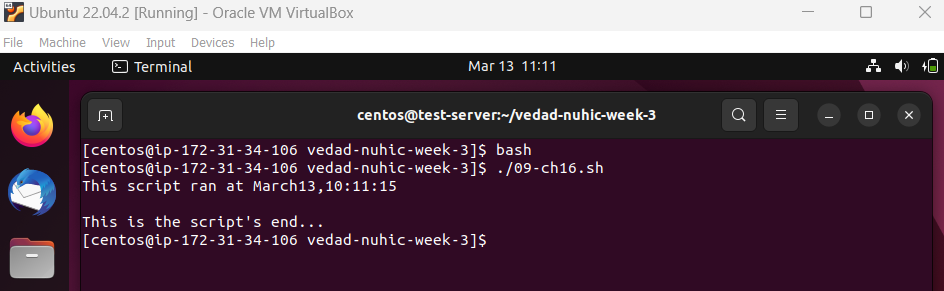 Ubuntu 22.04.2 [Running] - Oracle VM VirtualBox
File Machine View Input Devices Help
Activities Terminal Mar 13 11:11
centos@test-server:~/vedad-nuhic-week-3
[centos@ip-172-31-34-106 vedad-nuhic-week-3]$ bash
[centos@ip-172-31-34-106 vedad-nuhic-week-3]$ ./09-ch16.sh
This script ran at March13,10:11:15
This is the script's end...
[centos@ip-172-31-34-106 vedad-nuhic-week-3]$